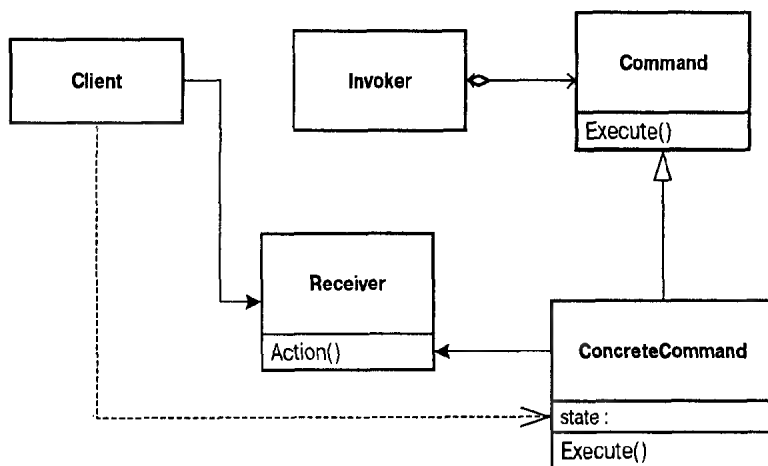 Client
Invoker
Command
Execute()
Receiver
Action()
ConcreteCommand
state :
Execute()